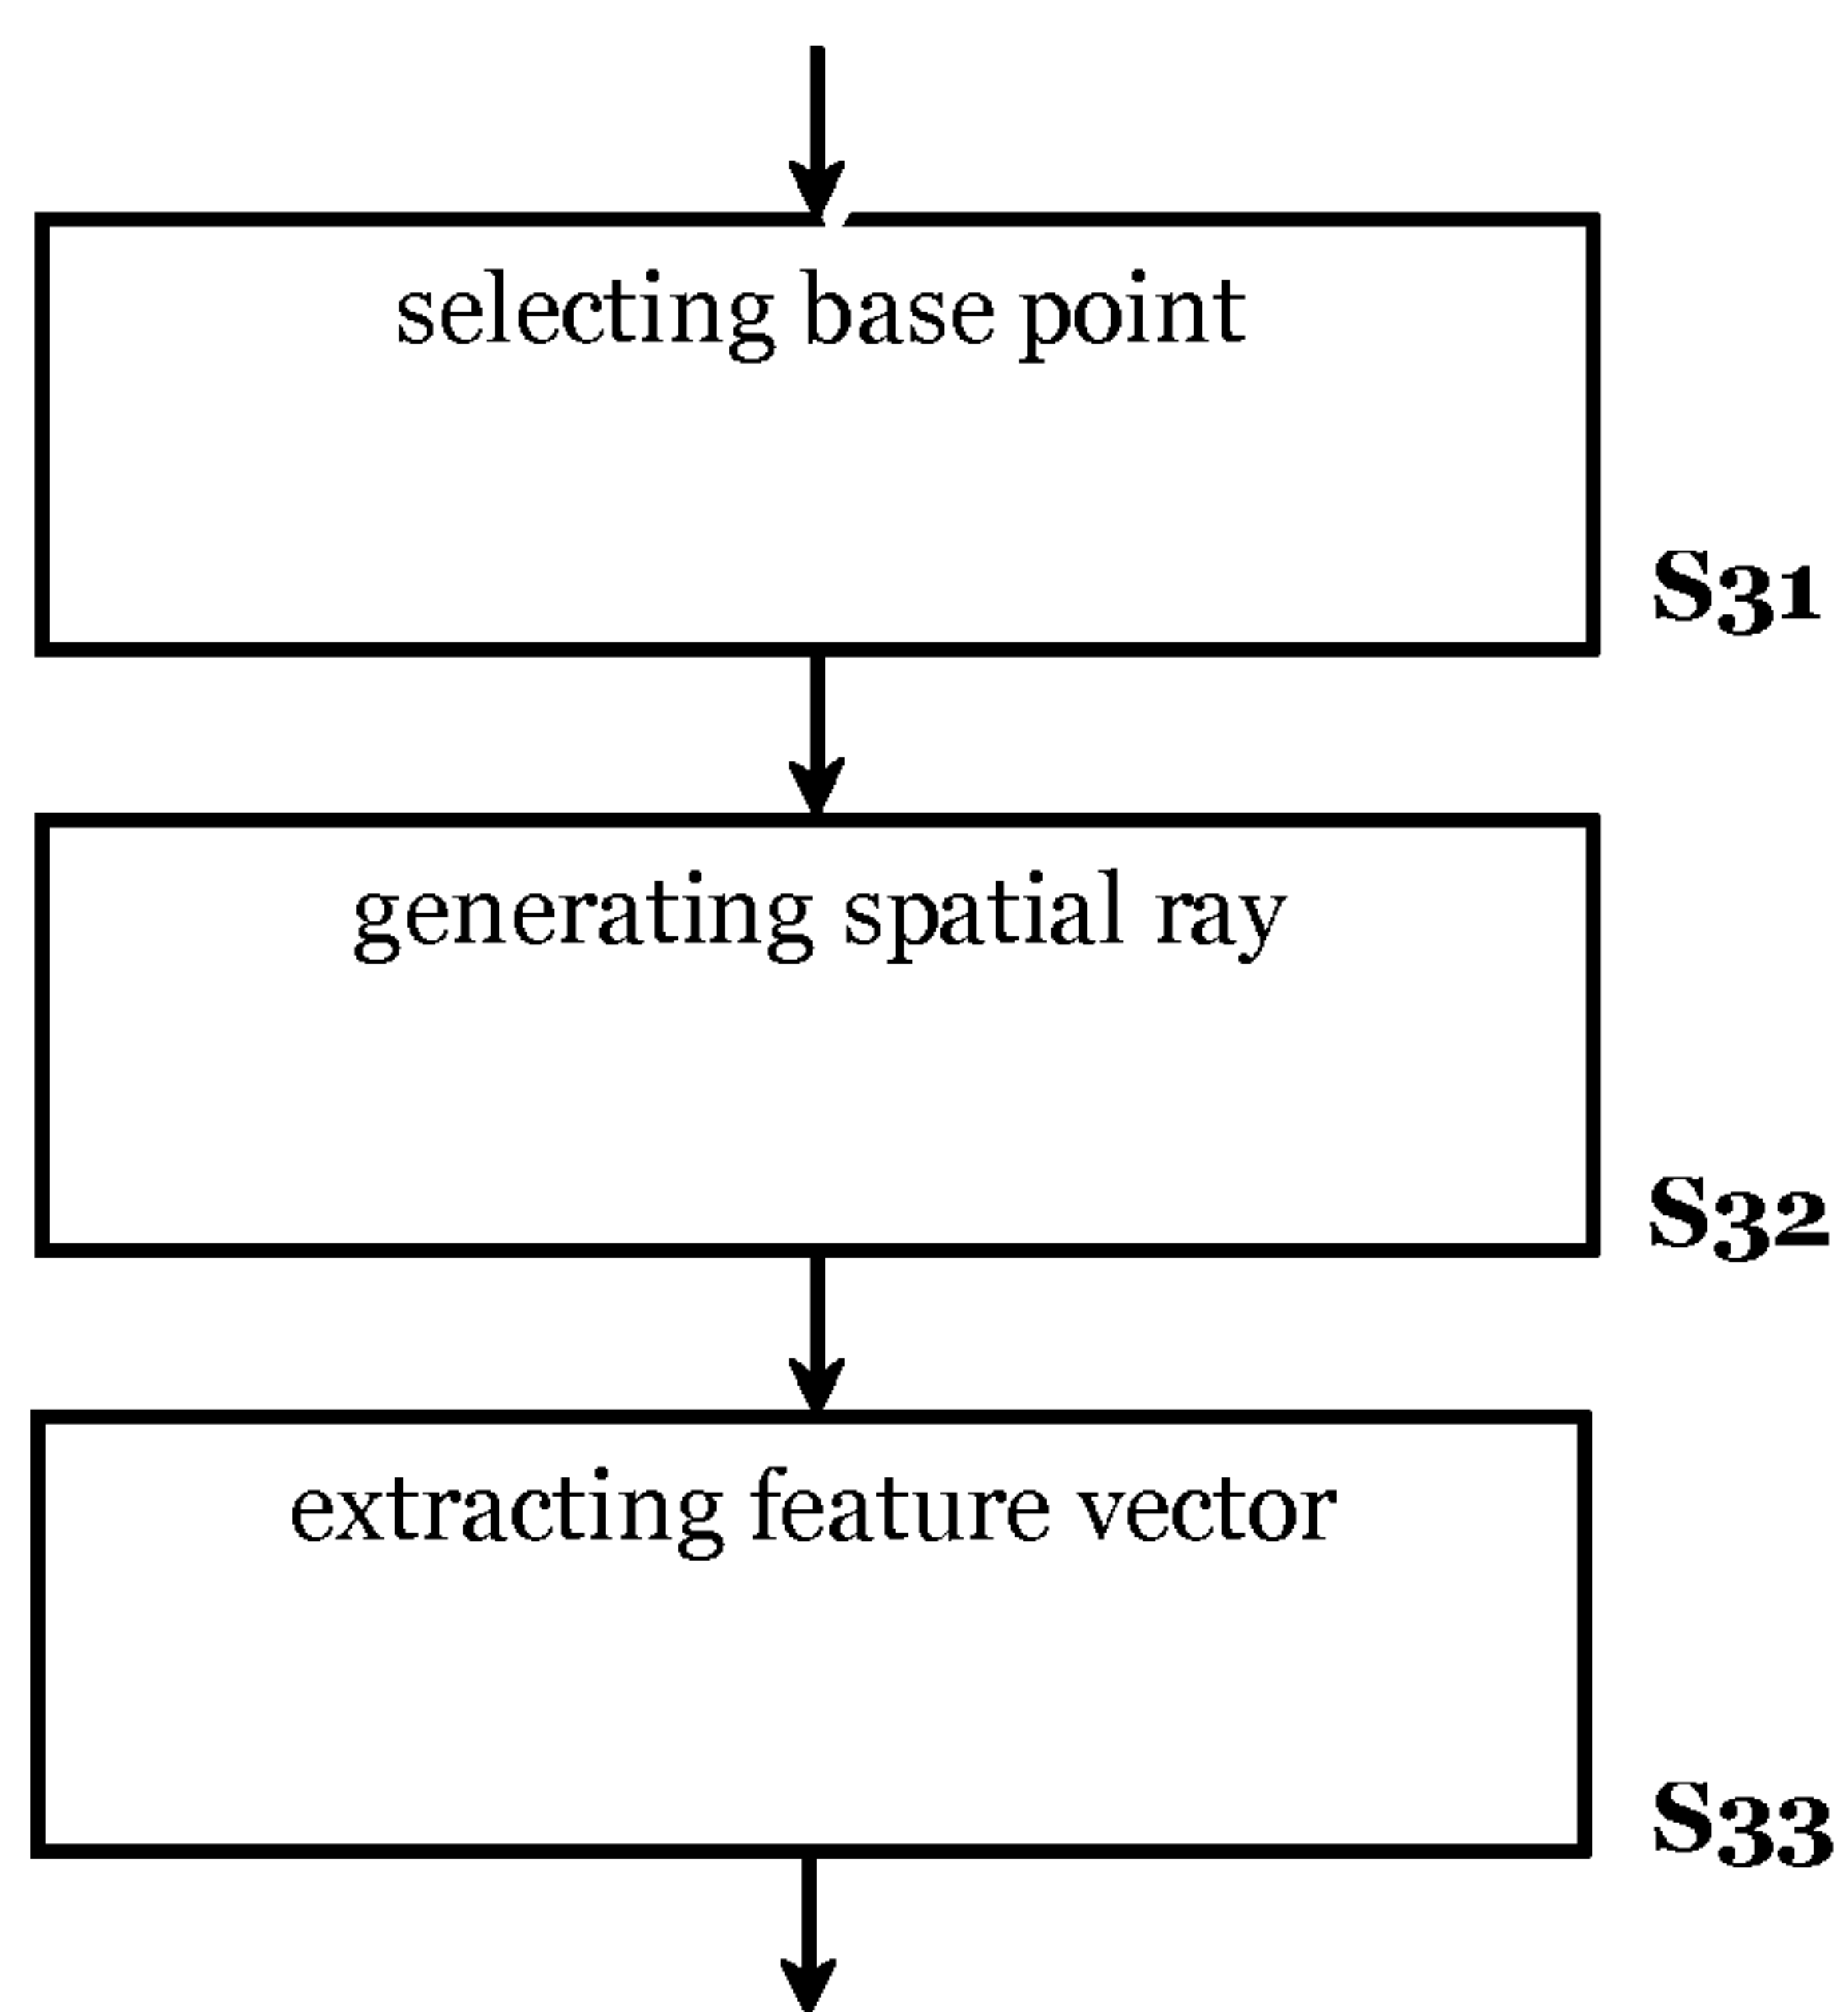 selecting base point
S31
generating spatial ray
S32
extracting feature vector
S33